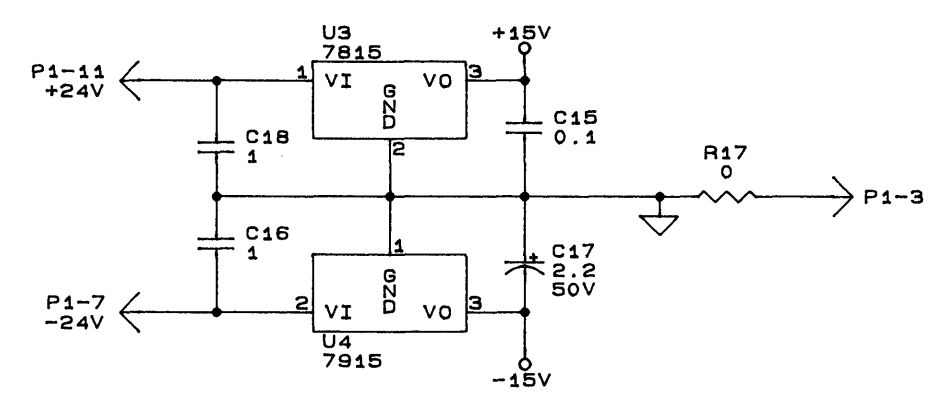 U3
7815
+15V
P1-11
+24V
1
VI
VO
3
GND
2
C18
1
C15
0.1
R17
0
P1-3
C16
1
1
C17
+
2.2
50V
P1-7
-24V
2
VI
GND
VO
3
U4
7915
-15V